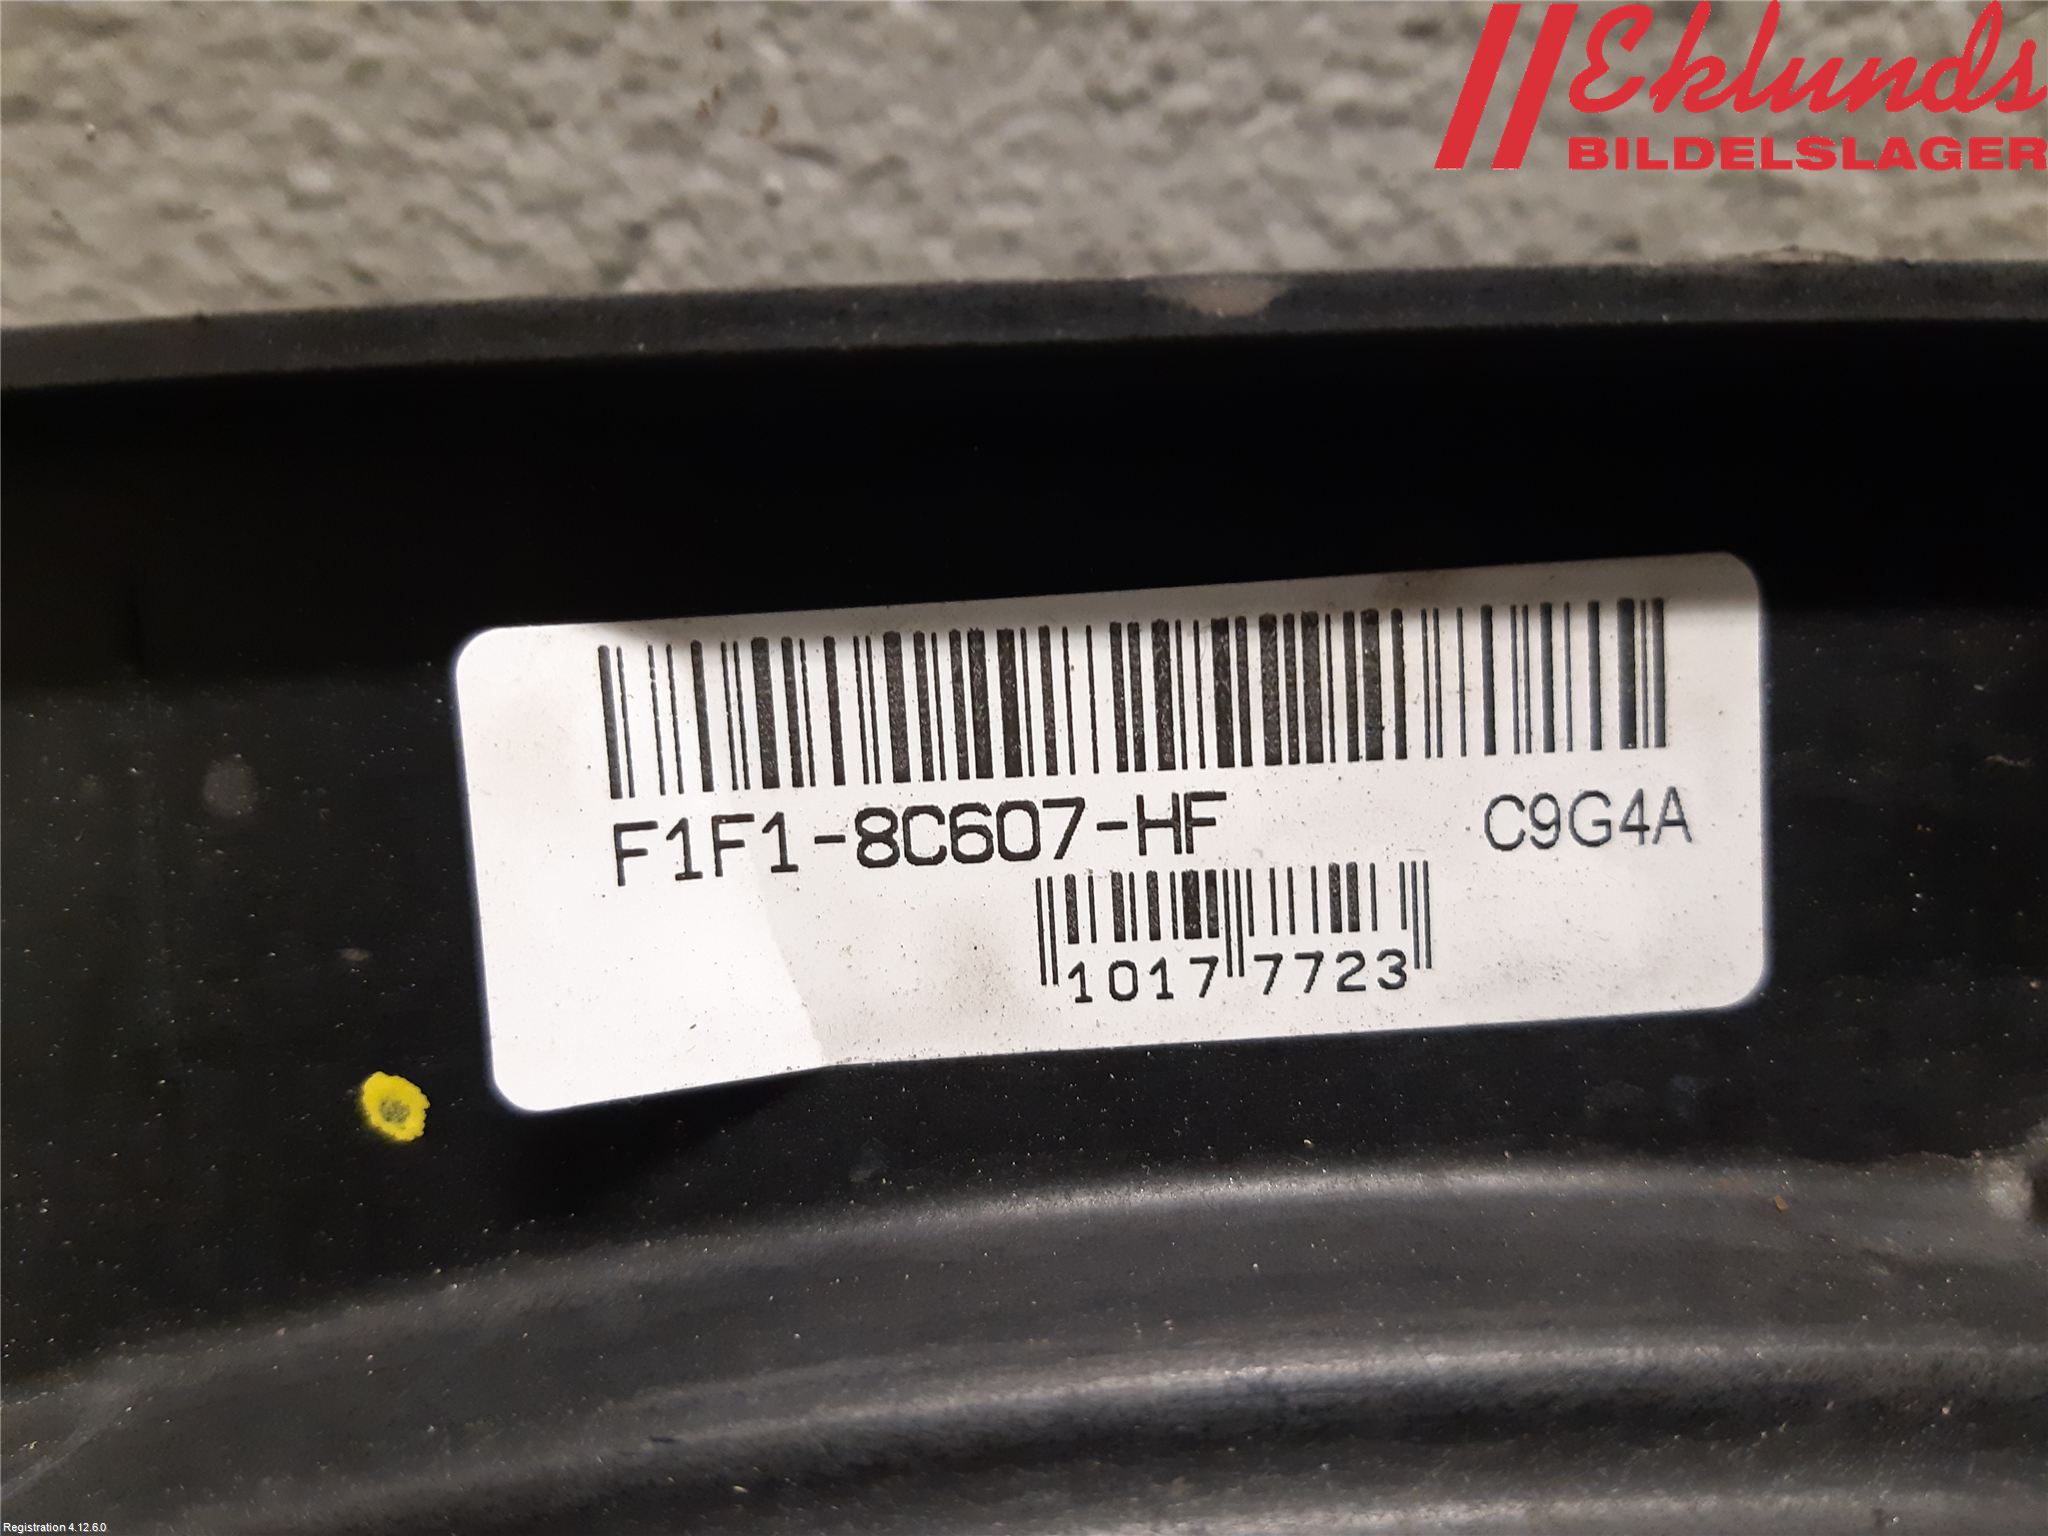 Eklunds
BILDELSLAGER
F1F1-8C607-HF C9G4A
1017 7723
Registration 4.12.6.0